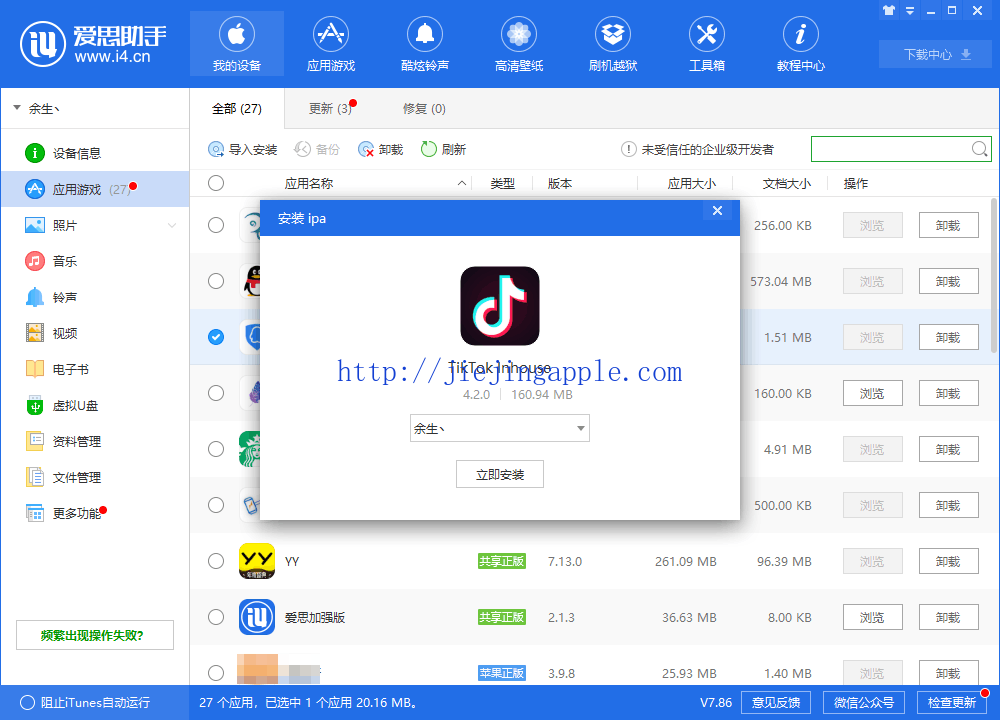 爱思助手
www.i4.cn
我的设备
应用游戏
酷炫铃声
高清壁纸
刷机越狱
工具箱
教程中心
下载中心
余生丶
全部 (27)
更新 (3)
修复 (0)
导入安装
备份
卸载
刷新
未受信任的企业级开发者
设备信息
应用游戏 (27)
照片
音乐
铃声
视频
电子书
虚拟U盘
资料管理
文件管理
更多功能
频繁出现操作失败?
应用名称 类型 版本 应用大小 文档大小 操作
256.00 KB 浏览 卸载
573.04 MB 浏览 卸载
1.51 MB 浏览 卸载
160.00 KB 浏览 卸载
4.91 MB 浏览 卸载
500.00 KB 浏览 卸载
YY 共享正版 7.13.0 261.09 MB 96.39 MB 浏览 卸载
爱思加强版 共享正版 2.1.3 36.63 MB 8.00 KB 浏览 卸载
苹果正版 3.9.8 25.93 MB 1.40 MB 浏览 卸载
安装 ipa
TikTok Inhouse
http://jiejingapple.com
4.2.0 160.94 MB
余生丶
立即安装
阻止iTunes自动运行
27 个应用，已选中 1 个应用 20.16 MB。
V7.86
意见反馈
微信公众号
检查更新